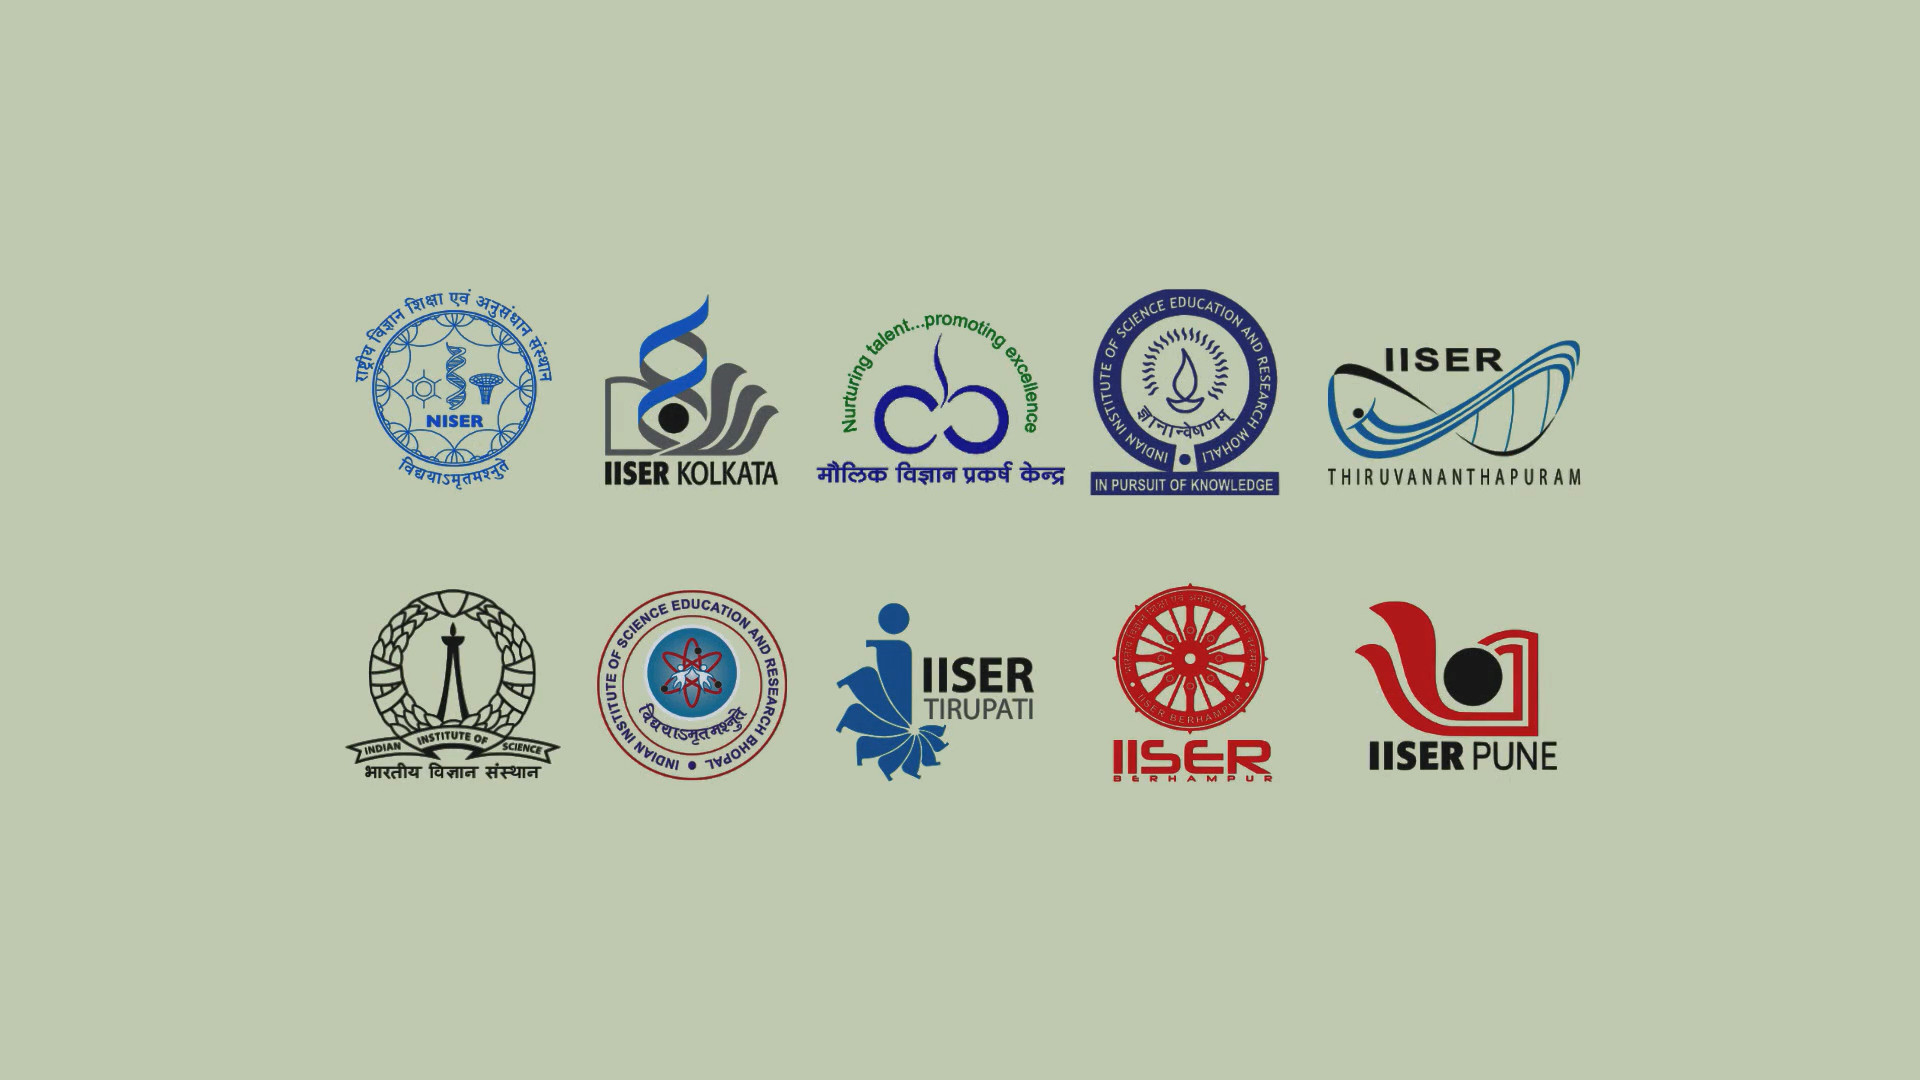 राष्ट्रीय विज्ञान शिक्षा एवं अनुसंधान संस्थान
NISER
विद्ययाऽमृतमश्नुते
IISER KOLKATA
Nurturing talent...promoting excellence
मौलिक विज्ञान प्रकर्ष केन्द्र
INDIAN INSTITUTE OF SCIENCE EDUCATION AND RESEARCH MOHALI
ज्ञानान्वेषणम्
IN PURSUIT OF KNOWLEDGE
IISER
THIRUVANANTHAPURAM
INDIAN INSTITUTE OF SCIENCE
भारतीय विज्ञान संस्थान
INDIAN INSTITUTE OF SCIENCE EDUCATION AND RESEARCH BHOPAL
विद्ययाऽमृतमश्नुते
IISER
TIRUPATI
IISER BERHAMPUR
IISER
BERHAMPUR
IISER PUNE